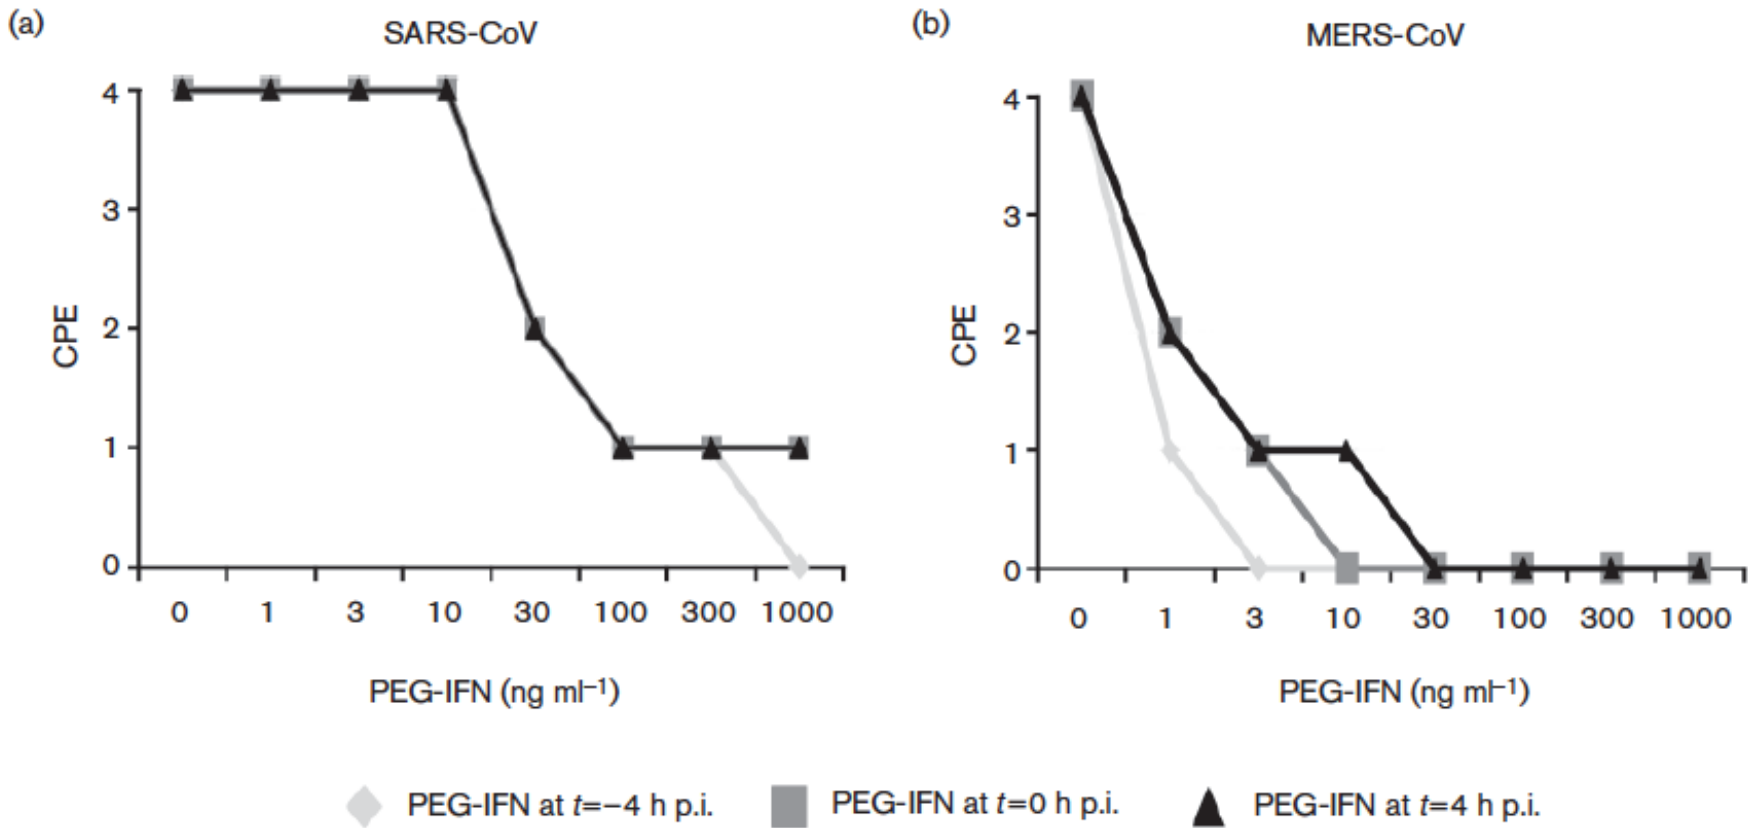 (a)
SARS-CoV
4
3
2
1
0
CPE
0 1 3 10 30 100 300 1000
PEG-IFN (ng ml⁻¹)
(b)
MERS-CoV
4
3
2
1
0
CPE
0 1 3 10 30 100 300 1000
PEG-IFN (ng ml⁻¹)
PEG-IFN at t=−4 h p.i.
PEG-IFN at t=0 h p.i.
PEG-IFN at t=4 h p.i.